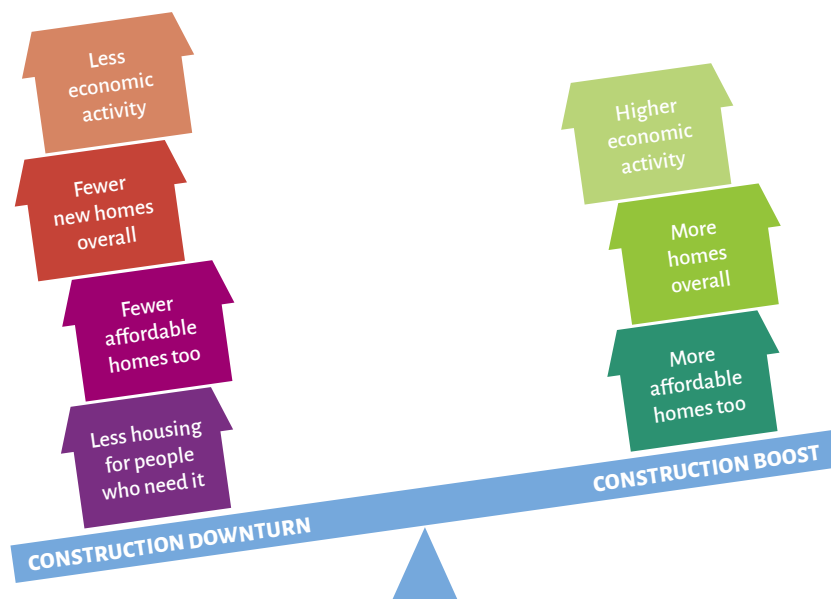 Less
economic
activity
Fewer
new homes
overall
Fewer
affordable
homes too
Less housing
for people
who need it
CONSTRUCTION DOWNTURN
Higher
economic
activity
More
homes
overall
More
affordable
homes too
CONSTRUCTION BOOST